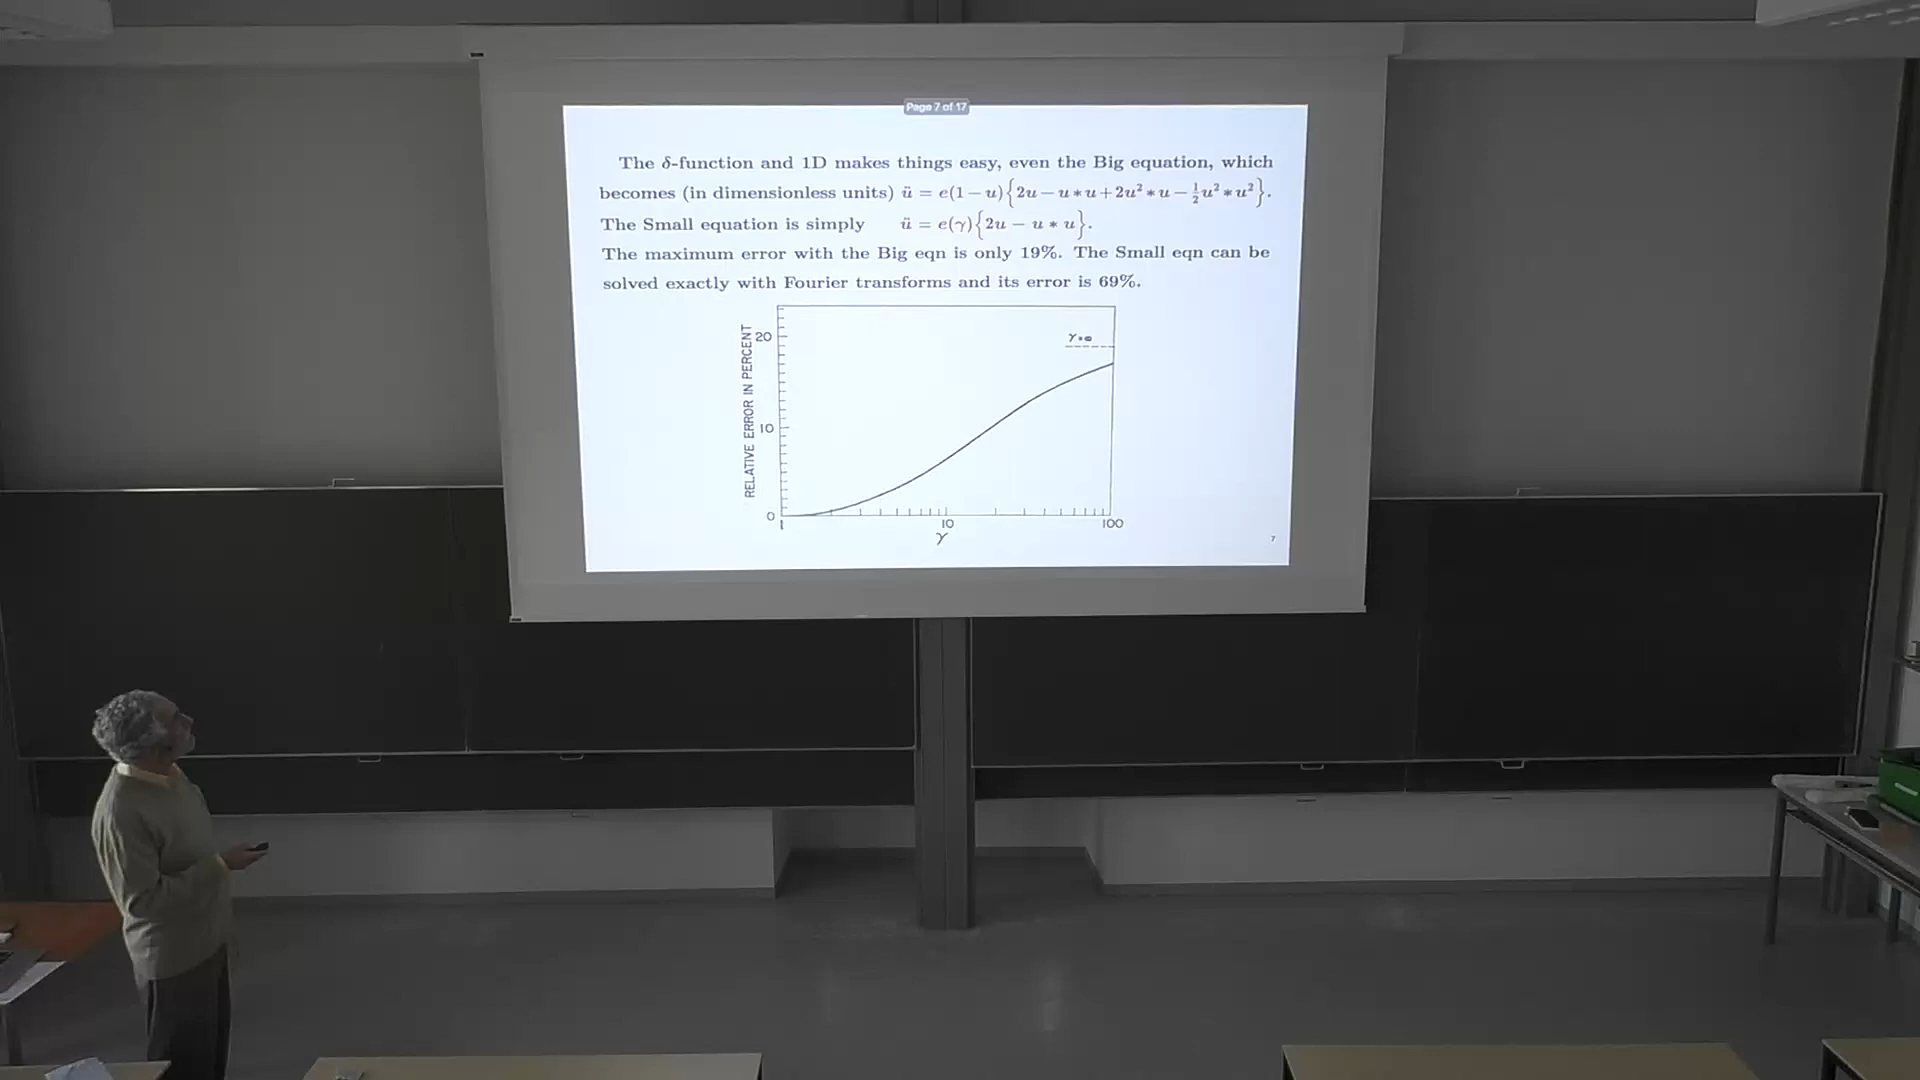 Page 7 of 17
The δ-function and 1D makes things easy, even the Big equation, which
becomes (in dimensionless units) ü = e(1 − u){2u − u ∗ u + 2u² ∗ u − ½u² ∗ u²}.
The Small equation is simply ü = e(γ){2u − u ∗ u}.
The maximum error with the Big eqn is only 19%. The Small eqn can be
solved exactly with Fourier transforms and its error is 69%.
RELATIVE ERROR IN PERCENT
20
γ=∞
10
0
1 10 100
γ
7